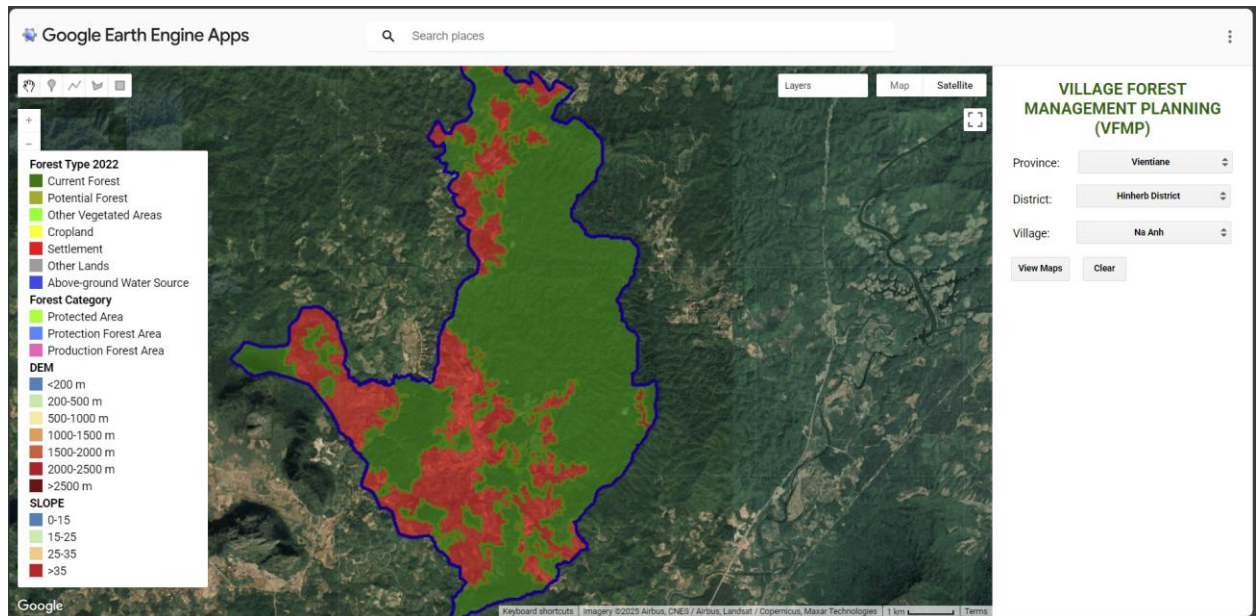 Google Earth Engine Apps
Search places
Layers
Map
Satellite
+
−
Forest Type 2022
Current Forest
Potential Forest
Other Vegetated Areas
Cropland
Settlement
Other Lands
Above-ground Water Source
Forest Category
Protected Area
Protection Forest Area
Production Forest Area
DEM
<200 m
200-500 m
500-1000 m
1000-1500 m
1500-2000 m
2000-2500 m
>2500 m
SLOPE
0-15
15-25
25-35
>35
Google
Keyboard shortcuts
Imagery ©2025 Airbus, CNES / Airbus, Landsat / Copernicus, Maxar Technologies
1 km
Terms
VILLAGE FOREST
MANAGEMENT PLANNING
(VFMP)
Province: Vientiane
District: Hinherb District
Village: Na Anh
View Maps
Clear